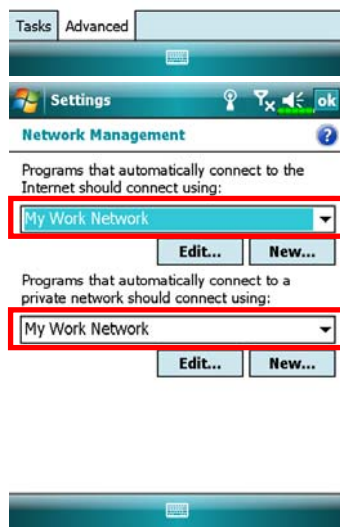 Tasks Advanced
Settings ok
Network Management ?
Programs that automatically connect to the
Internet should connect using:
My Work Network
Edit... New...
Programs that automatically connect to a
private network should connect using:
My Work Network
Edit... New...